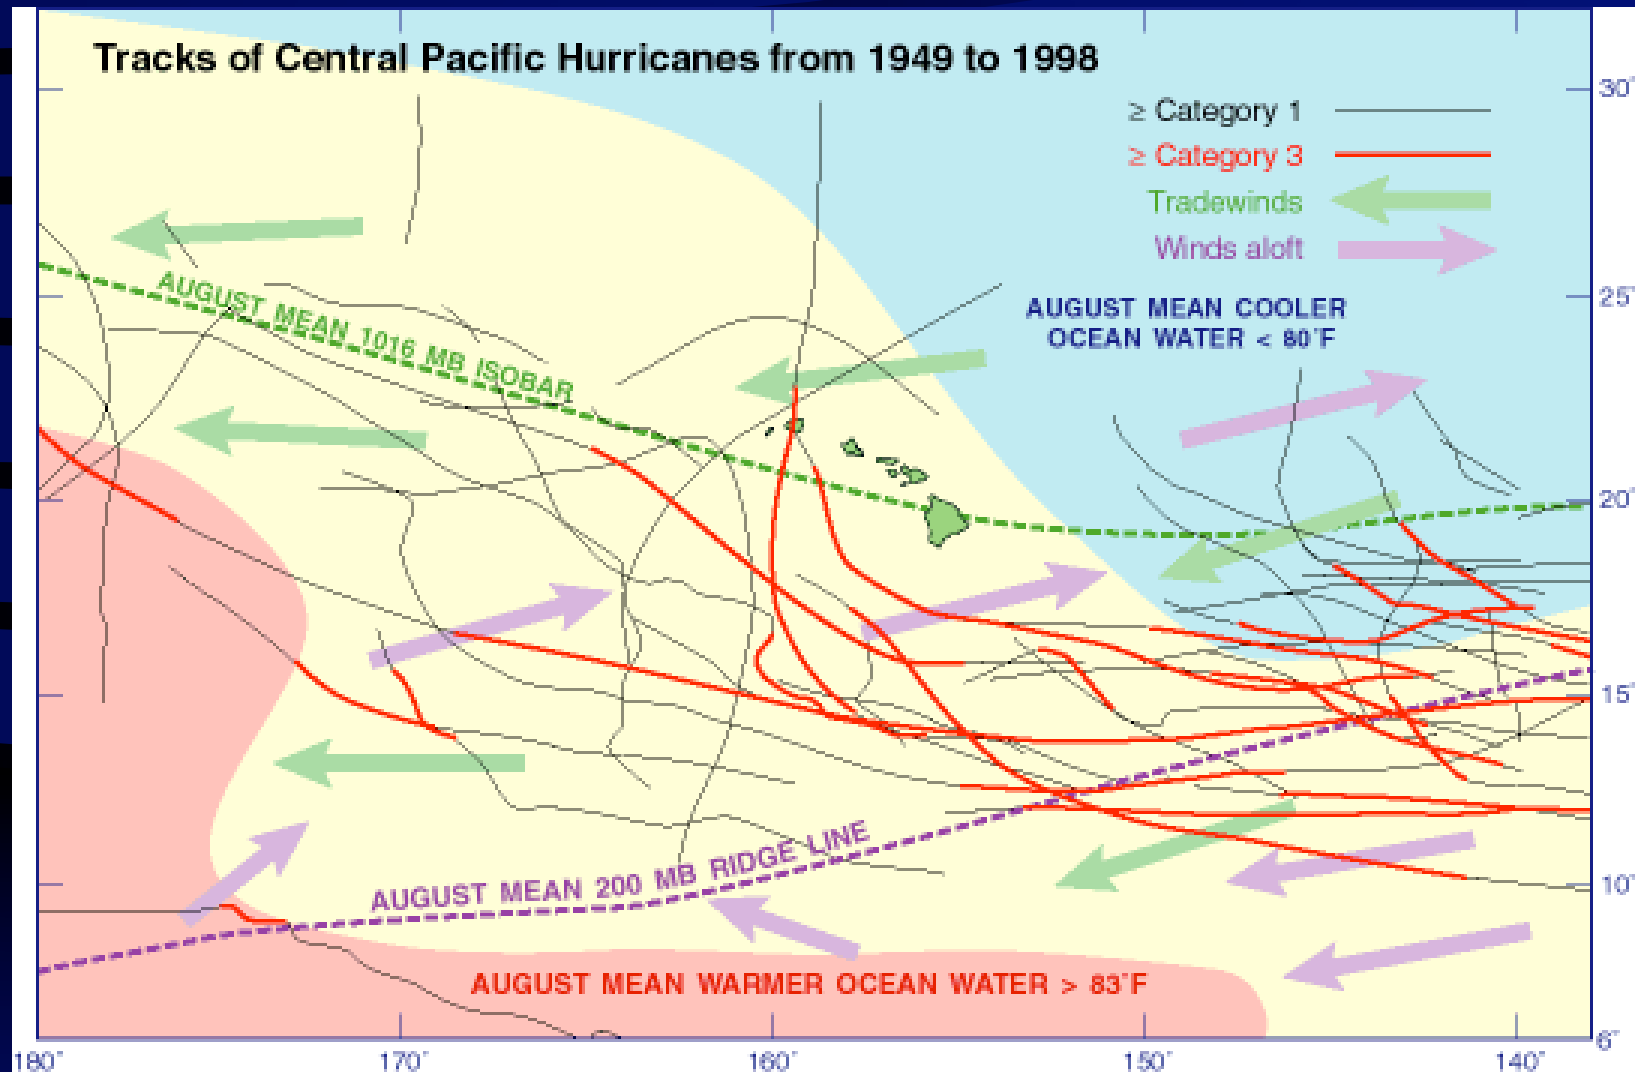 Tracks of Central Pacific Hurricanes from 1949 to 1998
≥ Category 1
≥ Category 3
Tradewinds
Winds aloft
AUGUST MEAN COOLER
OCEAN WATER < 80°F
AUGUST MEAN 1016 MB ISOBAR
AUGUST MEAN 200 MB RIDGE LINE
AUGUST MEAN WARMER OCEAN WATER > 83°F
30°
25°
20°
15°
10°
6°
180°
170°
160°
150°
140°